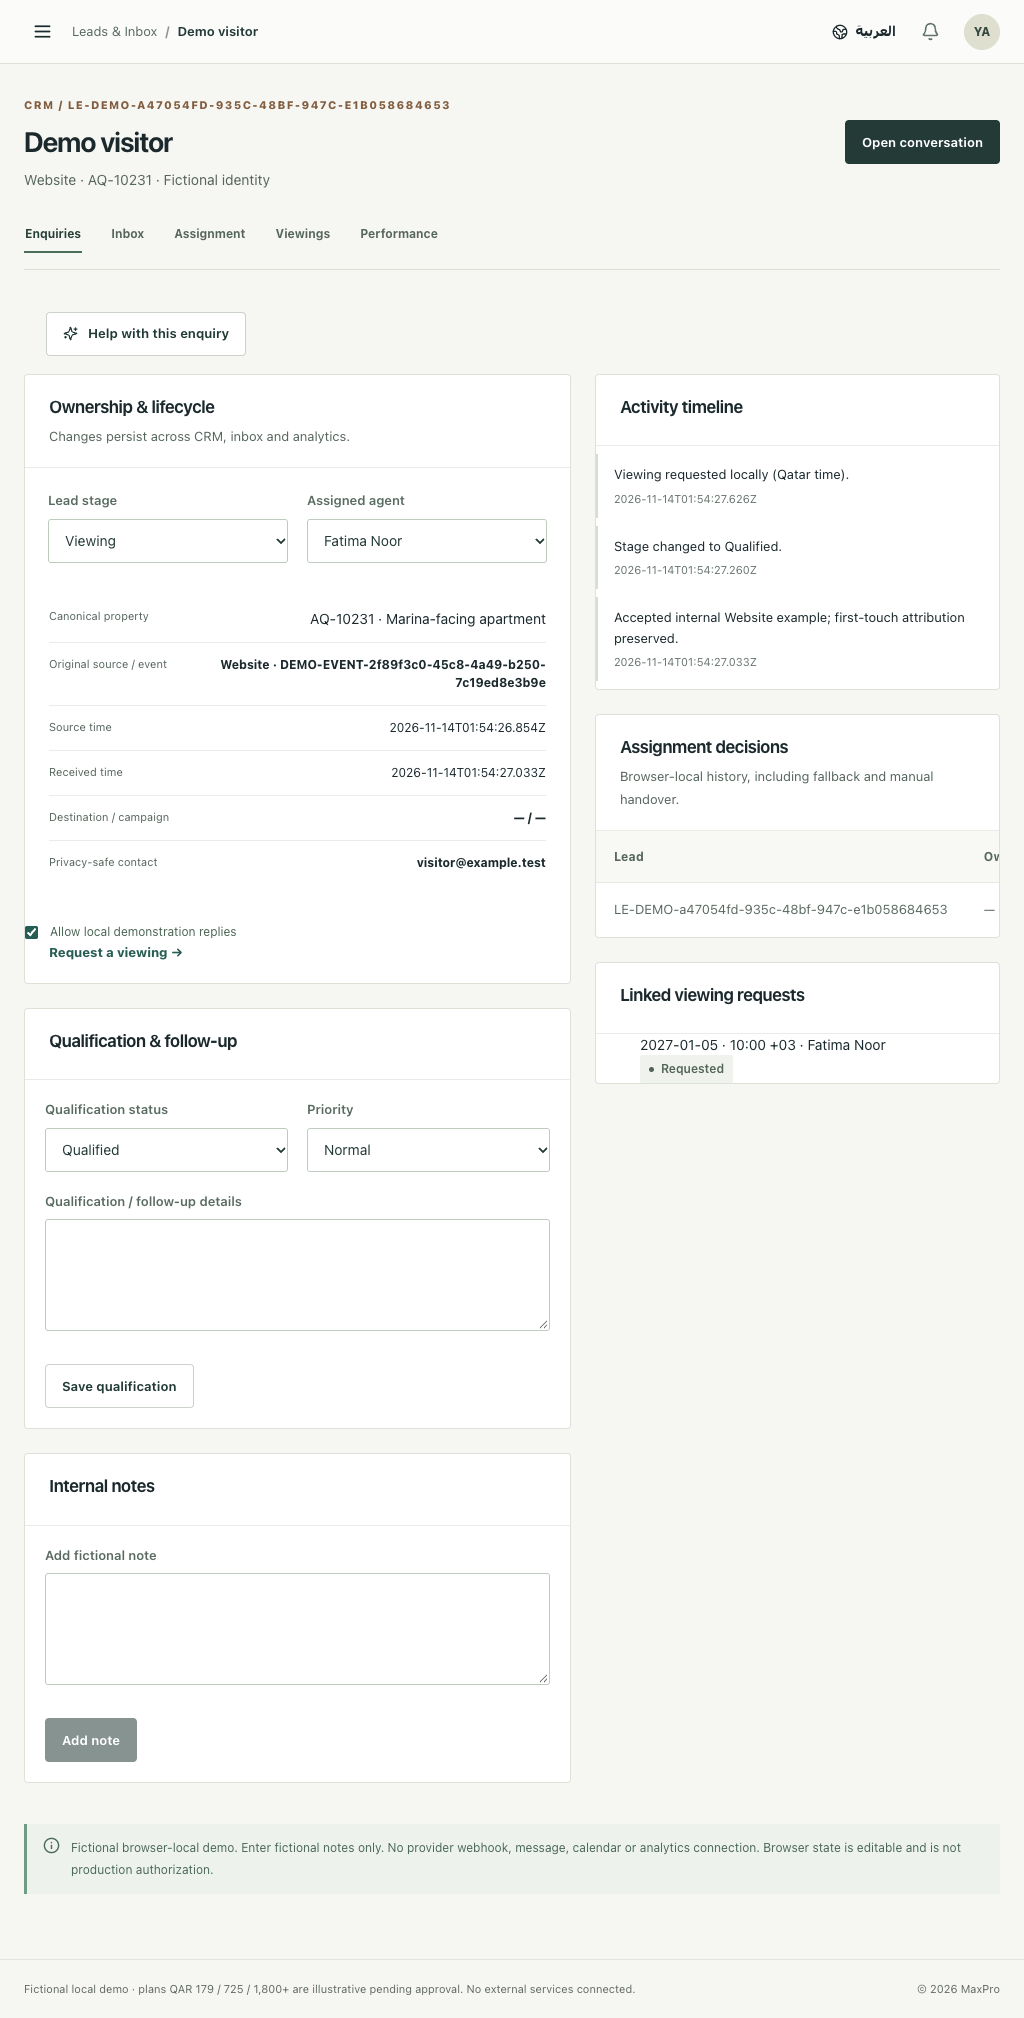 Leads & Inbox / Demo visitor
العربية
YA
CRM / LE-DEMO-A47054FD-935C-48BF-947C-E1B058684653
Demo visitor
Open conversation
Website · AQ-10231 · Fictional identity
Enquiries Inbox Assignment Viewings Performance
Help with this enquiry
Ownership & lifecycle
Changes persist across CRM, inbox and analytics.
Lead stage Assigned agent
Viewing Fatima Noor
Canonical property AQ-10231 · Marina-facing apartment
Original source / event Website · DEMO-EVENT-2f89f3c0-45c8-4a49-b250-
7c19ed8e3b9e
Source time 2026-11-14T01:54:26.854Z
Received time 2026-11-14T01:54:27.033Z
Destination / campaign — / —
Privacy-safe contact visitor@example.test
Allow local demonstration replies
Request a viewing →
Qualification & follow-up
Qualification status Priority
Qualified Normal
Qualification / follow-up details
Save qualification
Internal notes
Add fictional note
Add note
Activity timeline
Viewing requested locally (Qatar time).
2026-11-14T01:54:27.626Z
Stage changed to Qualified.
2026-11-14T01:54:27.260Z
Accepted internal Website example; first-touch attribution
preserved.
2026-11-14T01:54:27.033Z
Assignment decisions
Browser-local history, including fallback and manual
handover.
Lead Ow
LE-DEMO-a47054fd-935c-48bf-947c-e1b058684653 —
Linked viewing requests
2027-01-05 · 10:00 +03 · Fatima Noor
• Requested
Fictional browser-local demo. Enter fictional notes only. No provider webhook, message, calendar or analytics connection. Browser state is editable and is not
production authorization.
Fictional local demo · plans QAR 179 / 725 / 1,800+ are illustrative pending approval. No external services connected.
© 2026 MaxPro